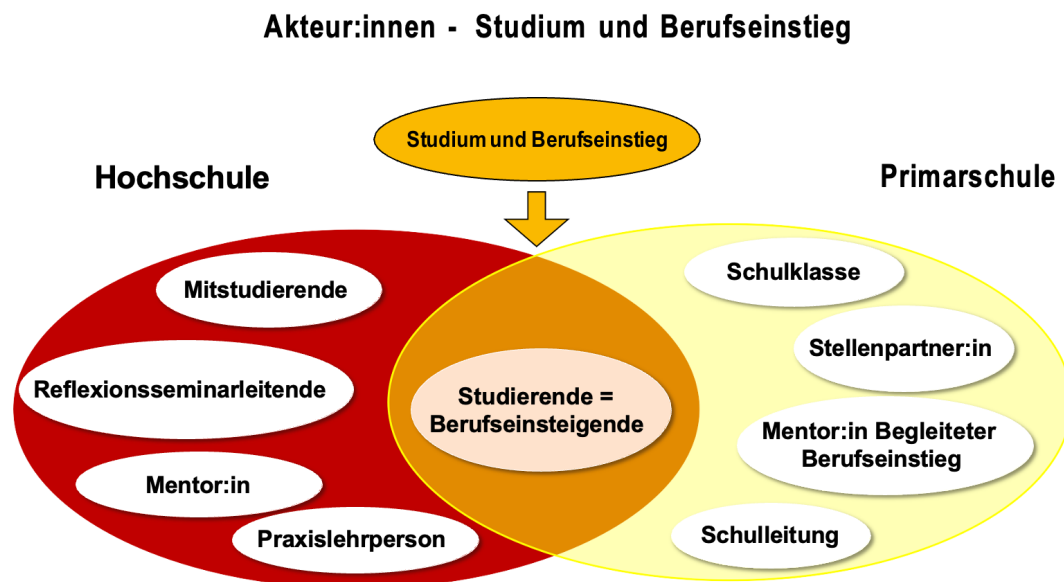 Akteur:innen - Studium und Berufseinstieg
Studium und Berufseinstieg
Hochschule
Primarschule
Mitstudierende
Reflexionsseminarleitende
Mentor:in
Praxislehrperson
Studierende =
Berufseinsteigende
Schulklasse
Stellenpartner:in
Mentor:in Begleiteter
Berufseinstieg
Schulleitung